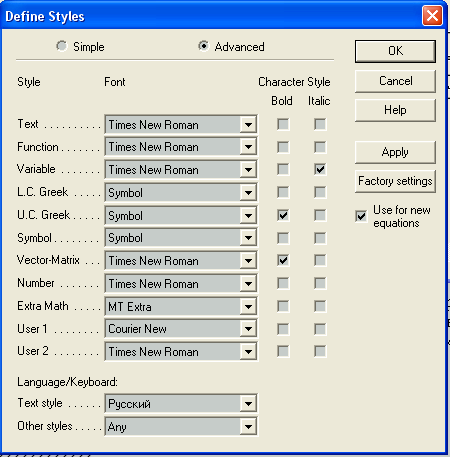 Define Styles
Simple Advanced OK
Style Font Character Style Cancel
Bold Italic Help
Text . . . . . . . . . . Times New Roman
Function . . . . . . . Times New Roman Apply
Variable . . . . . . . Times New Roman
L.C. Greek . . . . . Symbol Factory settings
U.C. Greek . . . . . Symbol Use for new equations
Symbol . . . . . . . . Symbol
Vector-Matrix . . . Times New Roman
Number . . . . . . . Times New Roman
Extra Math . . . . . MT Extra
User 1 . . . . . . . . Courier New
User 2 . . . . . . . . Times New Roman
Language/Keyboard:
Text style . . . . . . Русский
Other styles . . . . . Any